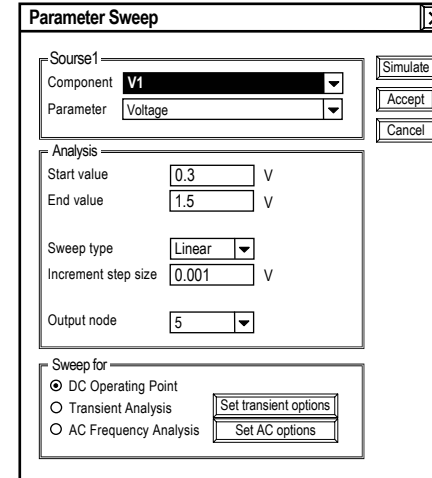 Parameter Sweep
Sourse1
Component V1
Parameter Voltage
Simulate
Accept
Cancel
Analysis
Start value 0.3 V
End value 1.5 V
Sweep type Linear
Increment step size 0.001 V
Output node 5
Sweep for
DC Operating Point
Transient Analysis Set transient options
AC Frequency Analysis Set AC options